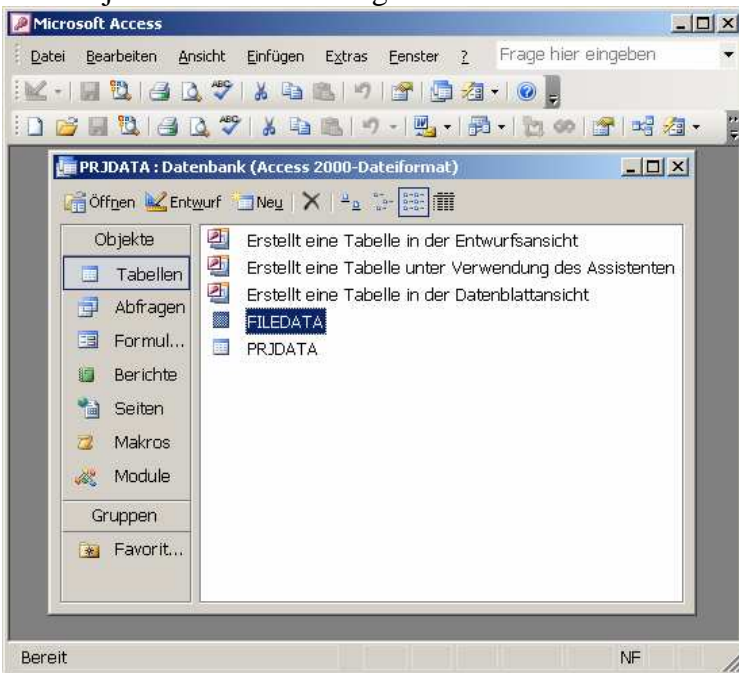 Microsoft Access
Datei Bearbeiten Ansicht Einfügen Extras Fenster ? Frage hier eingeben
PRJDATA : Datenbank (Access 2000-Dateiformat)
Öffnen Entwurf Neu
Objekte
Tabellen
Abfragen
Formul...
Berichte
Seiten
Makros
Module
Gruppen
Favorit...
Erstellt eine Tabelle in der Entwurfsansicht
Erstellt eine Tabelle unter Verwendung des Assistenten
Erstellt eine Tabelle in der Datenblattansicht
FILEDATA
PRJDATA
Bereit NF